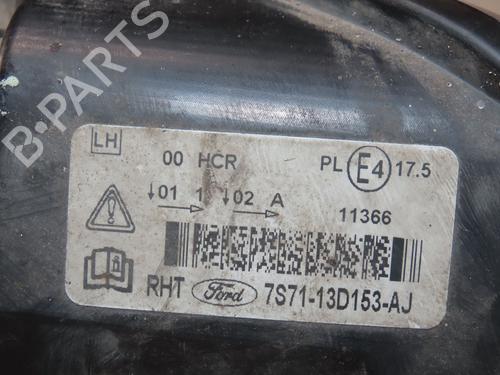 B-PARTS
LH
00 HCR
PL E4 17.5
↓01 1 ↓02 A
11366
RHT Ford 7S71-13D153-AJ